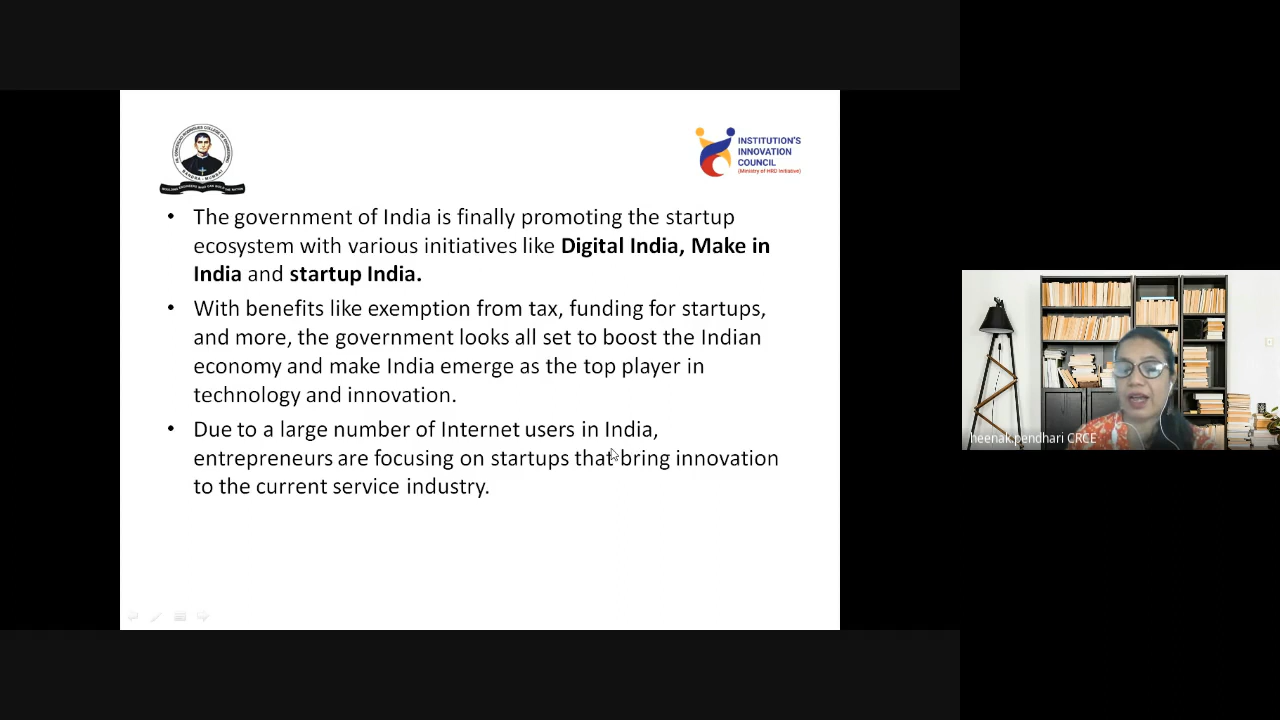 INSTITUTION'S
INNOVATION
COUNCIL
(Ministry of HRD Initiative)
• The government of India is finally promoting the startup
ecosystem with various initiatives like Digital India, Make in
India and startup India.
• With benefits like exemption from tax, funding for startups,
and more, the government looks all set to boost the Indian
economy and make India emerge as the top player in
technology and innovation.
• Due to a large number of Internet users in India,
entrepreneurs are focusing on startups that bring innovation
to the current service industry.
heenak pendhari CRCE